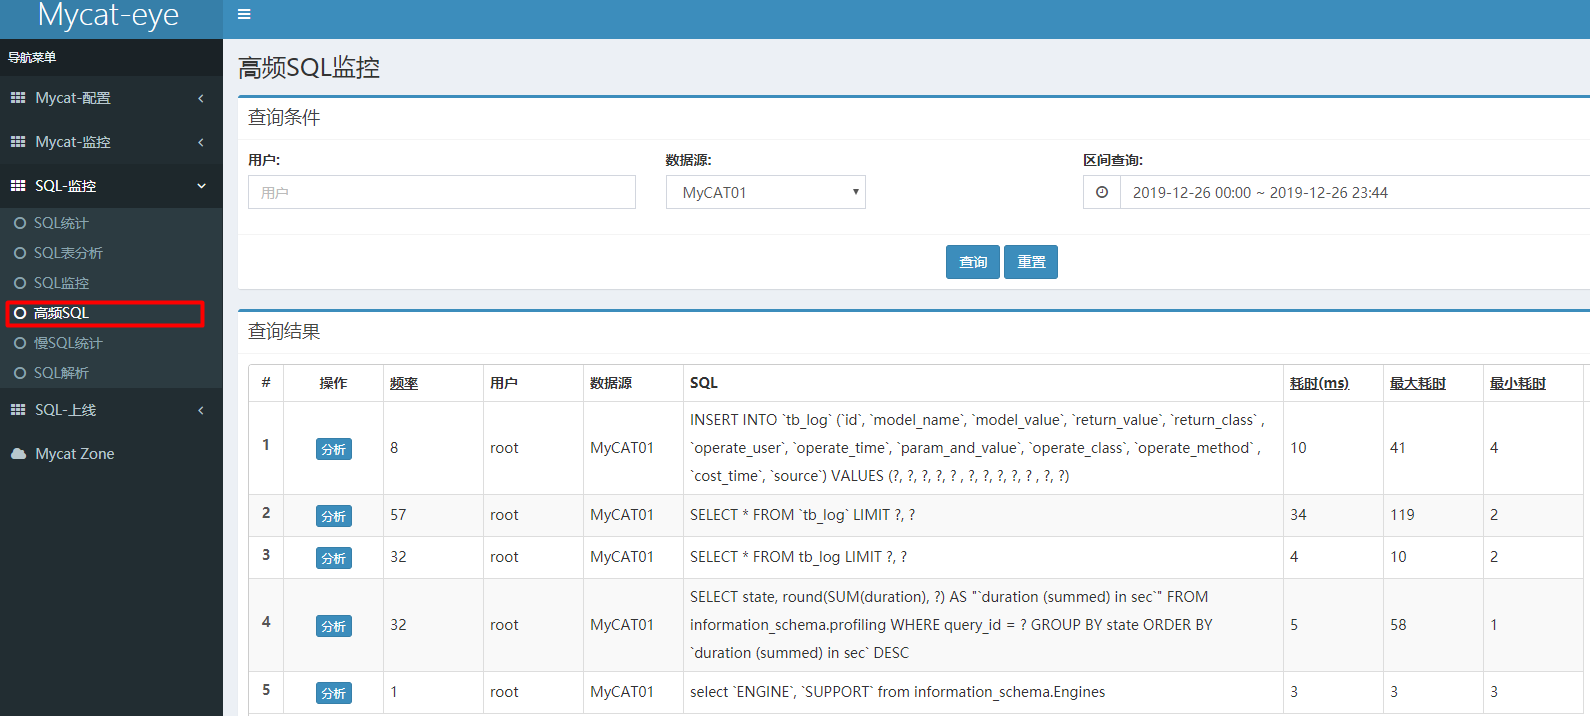 Mycat-eye
导航菜单
Mycat-配置
Mycat-监控
SQL-监控
SQL统计
SQL表分析
SQL监控
高频SQL
慢SQL统计
SQL解析
SQL-上线
Mycat Zone
高频SQL监控
查询条件
用户: 数据源: 区间查询:
用户 MyCAT01 2019-12-26 00:00 ~ 2019-12-26 23:44
查询 重置
查询结果
# 操作 频率 用户 数据源 SQL 耗时(ms) 最大耗时 最小耗时
INSERT INTO `tb_log` (`id`, `model_name`, `model_value`, `return_value`, `return_class` ,
1 分析 8 root MyCAT01 `operate_user`, `operate_time`, `param_and_value`, `operate_class`, `operate_method` , 10 41 4
`cost_time`, `source`) VALUES (?, ?, ?, ?, ? , ?, ?, ?, ?, ? , ?, ?)
2 分析 57 root MyCAT01 SELECT * FROM `tb_log` LIMIT ?, ? 34 119 2
3 分析 32 root MyCAT01 SELECT * FROM tb_log LIMIT ?, ? 4 10 2
SELECT state, round(SUM(duration), ?) AS "`duration (summed) in sec`" FROM
4 分析 32 root MyCAT01 information_schema.profiling WHERE query_id = ? GROUP BY state ORDER BY 5 58 1
`duration (summed) in sec` DESC
5 分析 1 root MyCAT01 select `ENGINE`, `SUPPORT` from information_schema.Engines 3 3 3